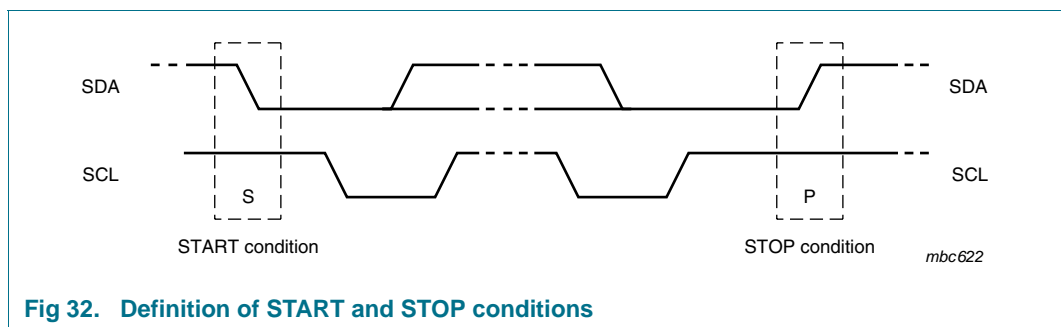 SDA SDA
SCL SCL
S P
START condition STOP condition
mbc622
Fig 32. Definition of START and STOP conditions